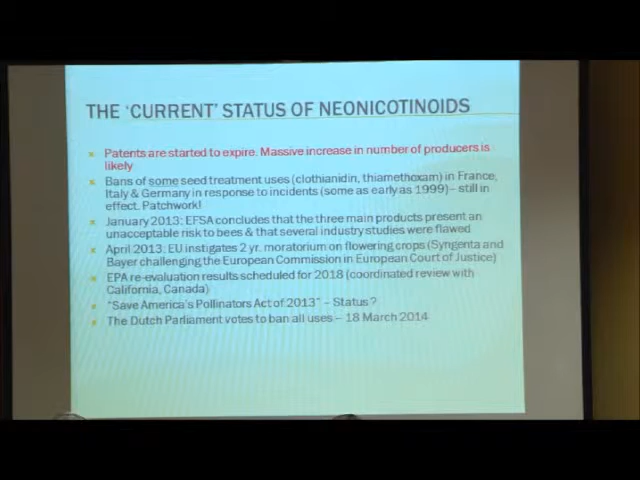 THE 'CURRENT' STATUS OF NEONICOTINOIDS
Patents are started to expire. Massive increase in number of producers is
likely
Bans of some seed treatment uses (clothianidin, thiamethoxam) in France,
Italy & Germany in response to incidents (some as early as 1999) – still in
effect. Patchwork!
January 2013: EFSA concludes that the three main products present an
unacceptable risk to bees & that several industry studies were flawed
April 2013: EU instigates 2 yr. moratorium on flowering crops (Syngenta and
Bayer challenging the European Commission in European Court of Justice)
EPA re-evaluation results scheduled for 2018 (coordinated review with
California, Canada)
"Save America's Pollinators Act of 2013" – Status?
The Dutch Parliament votes to ban all uses – 18 March 2014